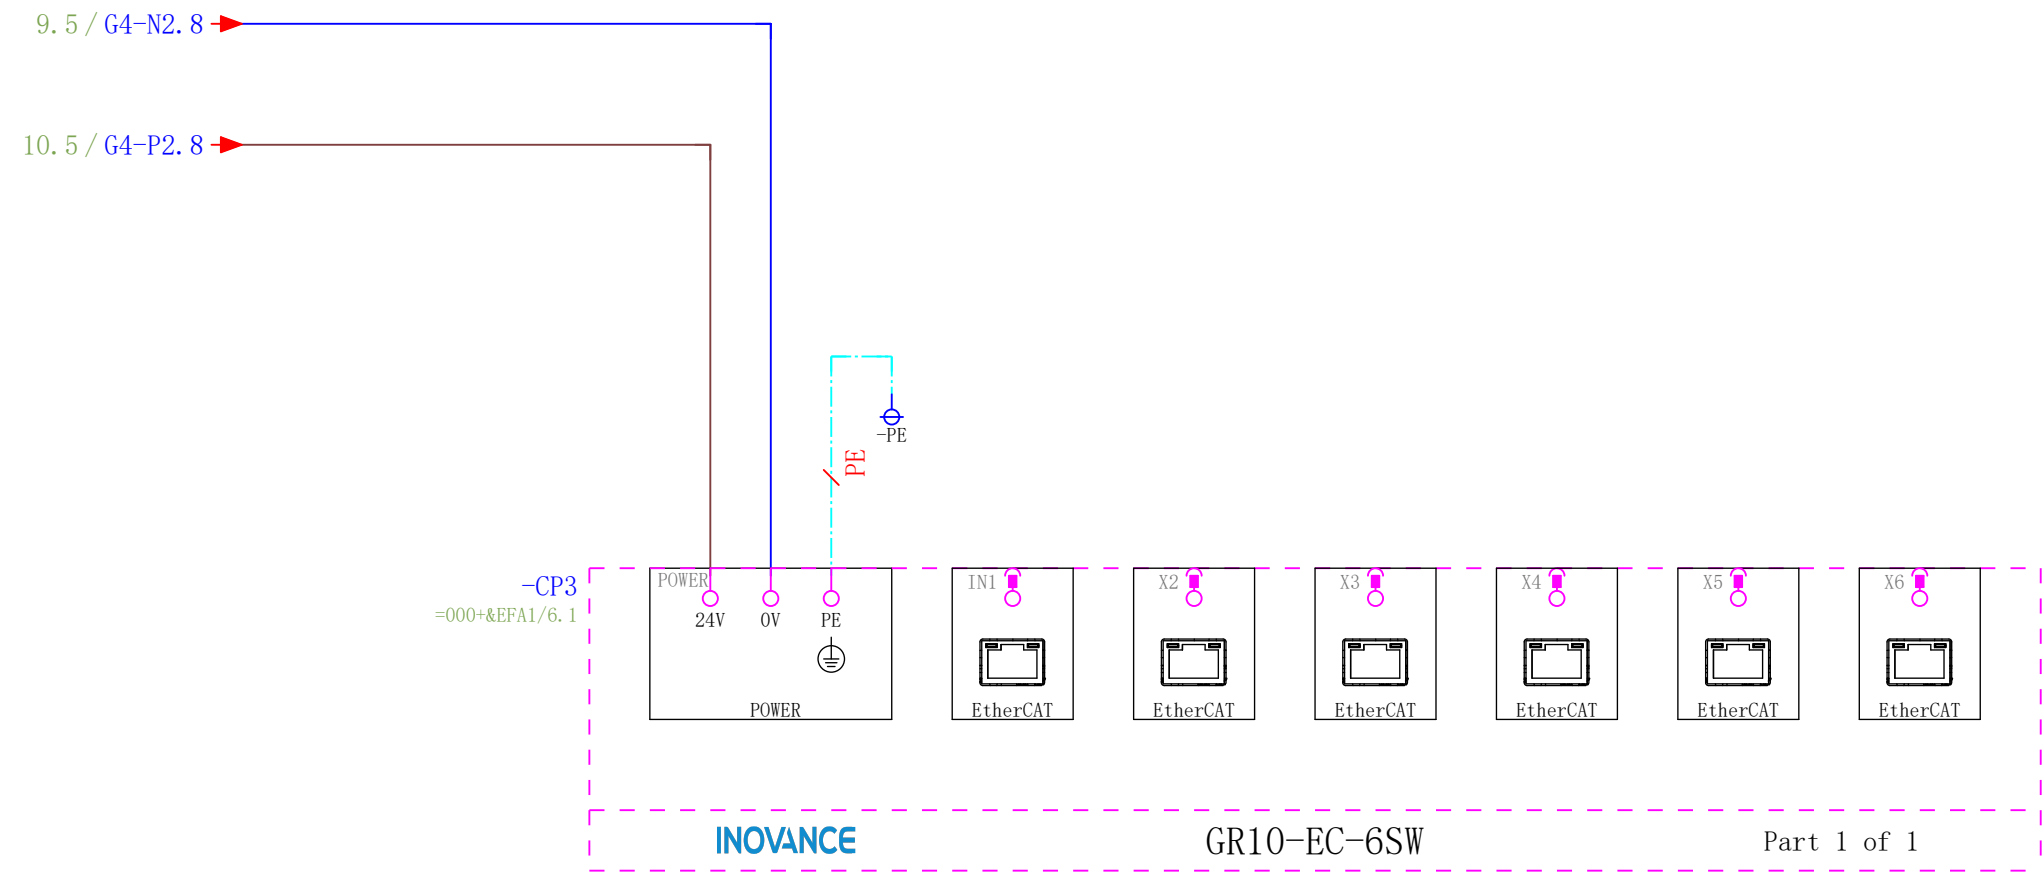 9.5/G4-N2.8
10.5/G4-P2.8
-PE
PE
-CP3
=000+&EFA1/6.1
POWER
24V 0V PE
POWER
IN1
EtherCAT
X2
EtherCAT
X3
EtherCAT
X4
EtherCAT
X5
EtherCAT
X6
EtherCAT
INOVANCE GR10-EC-6SW Part 1 of 1